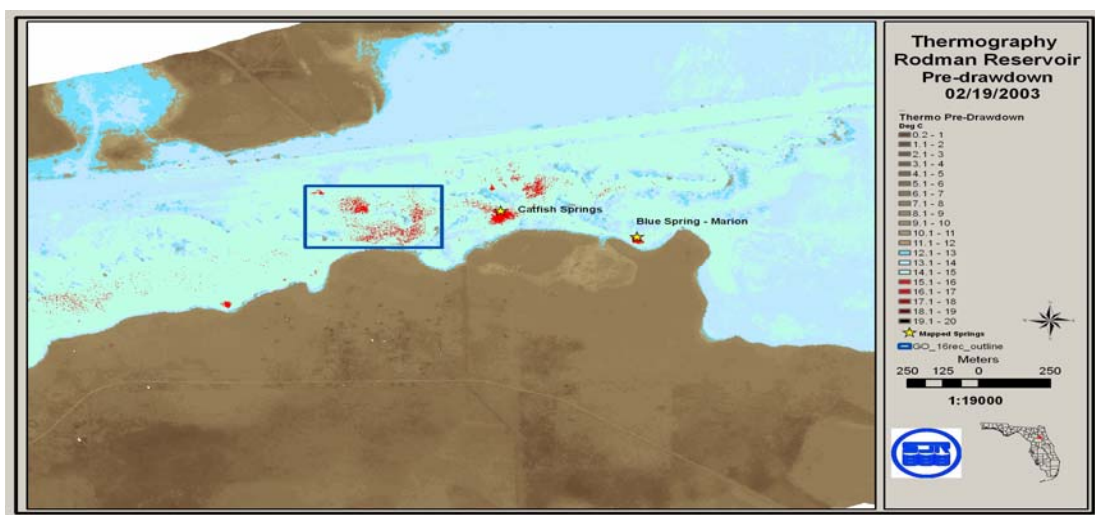 Thermography
Rodman Reservoir
Pre-drawdown
02/19/2003
Thermo Pre-Drawdown
Deg C
0.2 - 1
1.1 - 2
2.1 - 3
3.1 - 4
4.1 - 5
5.1 - 6
6.1 - 7
7.1 - 8
8.1 - 9
9.1 - 10
10.1 - 11
11.1 - 12
12.1 - 13
13.1 - 14
14.1 - 15
15.1 - 16
16.1 - 17
17.1 - 18
18.1 - 19
19.1 - 20
Mapped Springs
GO_16rec_outline
Meters
250 125 0 250
1:19000
Catfish Springs
Blue Spring - Marion